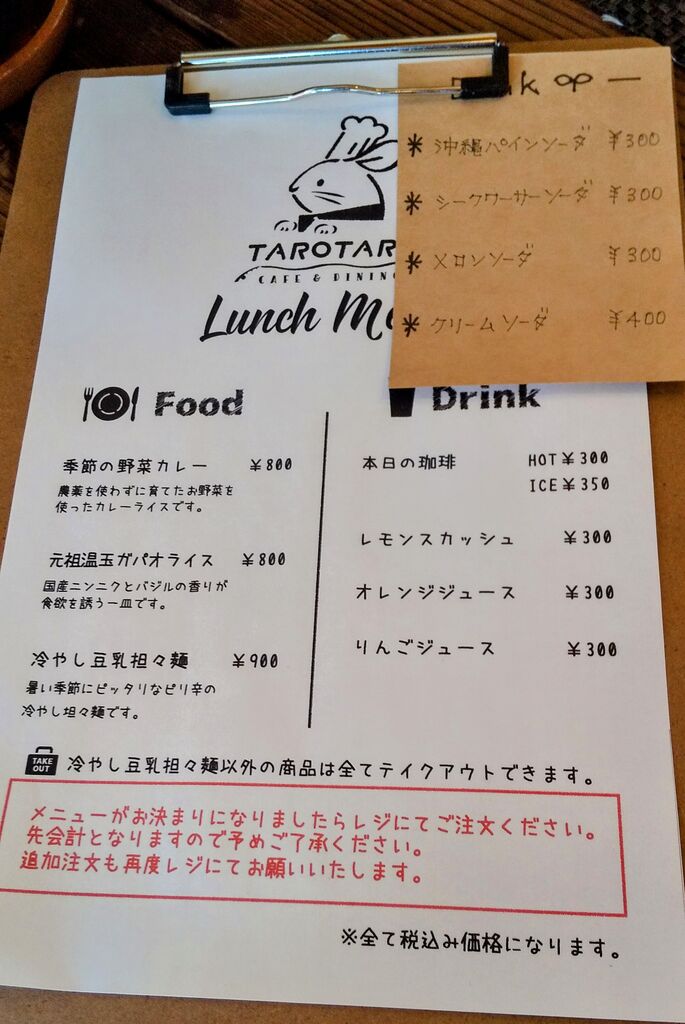 沖縄パインソーダ ¥300
シークワーサーソーダ ¥300
メロンソーダ ¥300
クリームソーダ ¥400
TAROTAR
CAFE & DINING
Lunch
Food
季節の野菜カレー ¥800
農薬を使わずに育てたお野菜を
使ったカレーライスです。
元祖温玉ガパオライス ¥800
国産ニンニクとバジルの香りが
食欲を誘う一皿です。
冷やし豆乳担々麺 ¥900
暑い季節にピッタリなピリ辛の
冷やし坦々麺です。
Drink
本日の珈琲 HOT¥300
ICE¥350
レモンスカッシュ ¥300
オレンジジュース ¥300
りんごジュース ¥300
TAKE OUT 冷やし豆乳担々麺以外の商品は全てテイクアウトできます。
メニューがお決まりになりましたらレジにてご注文ください。
先会計となりますので予めご了承ください。
追加注文も再度レジにてお願いいたします。
※全て税込み価格になります。